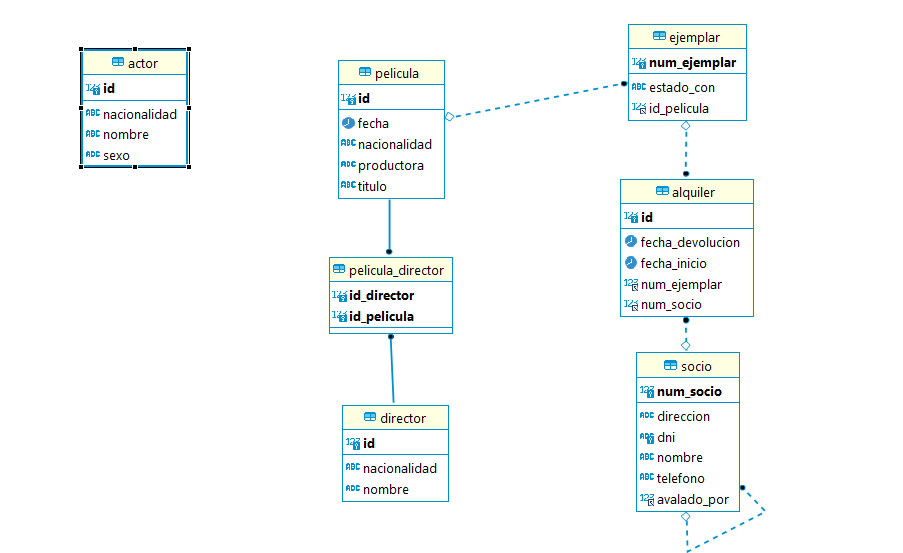 actor
id
nacionalidad
nombre
sexo
pelicula
id
fecha
nacionalidad
productora
titulo
pelicula_director
id_director
id_pelicula
director
id
nacionalidad
nombre
ejemplar
num_ejemplar
estado_con
id_pelicula
alquiler
id
fecha_devolucion
fecha_inicio
num_ejemplar
num_socio
socio
num_socio
direccion
dni
nombre
telefono
avalado_por